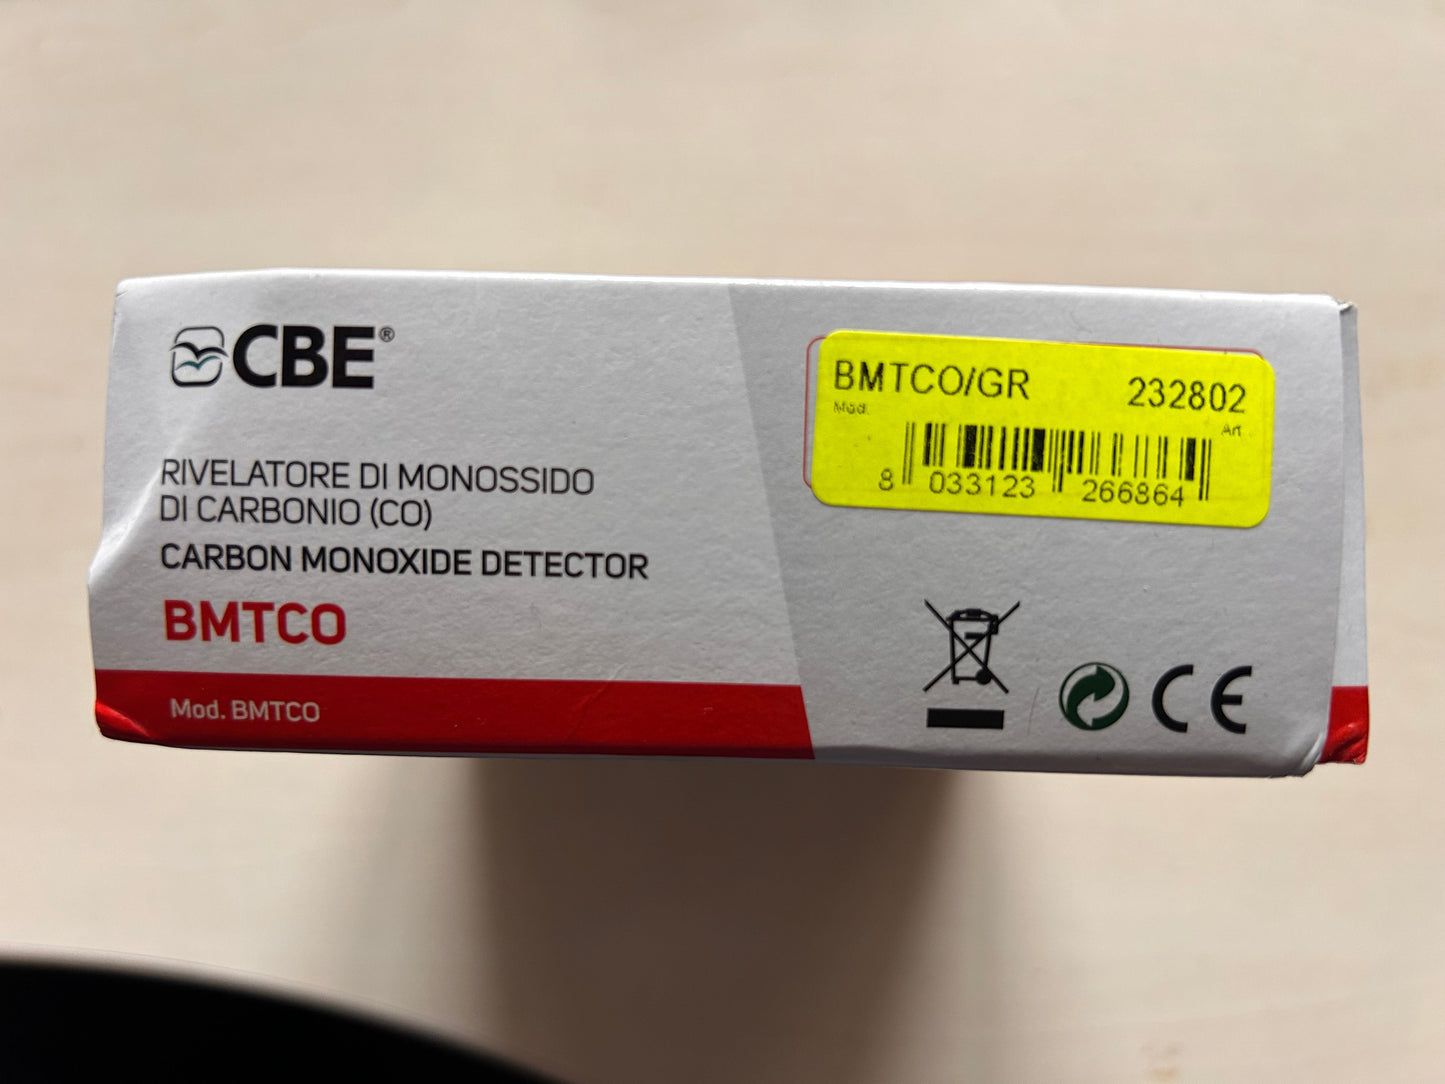 CBE®
RIVELATORE DI MONOSSIDO
DI CARBONIO (CO)
CARBON MONOXIDE DETECTOR
BMTCO
Mod. BMTCO
BMTCO/GR 232802
Mod. Art.
8 033123 266864
CE